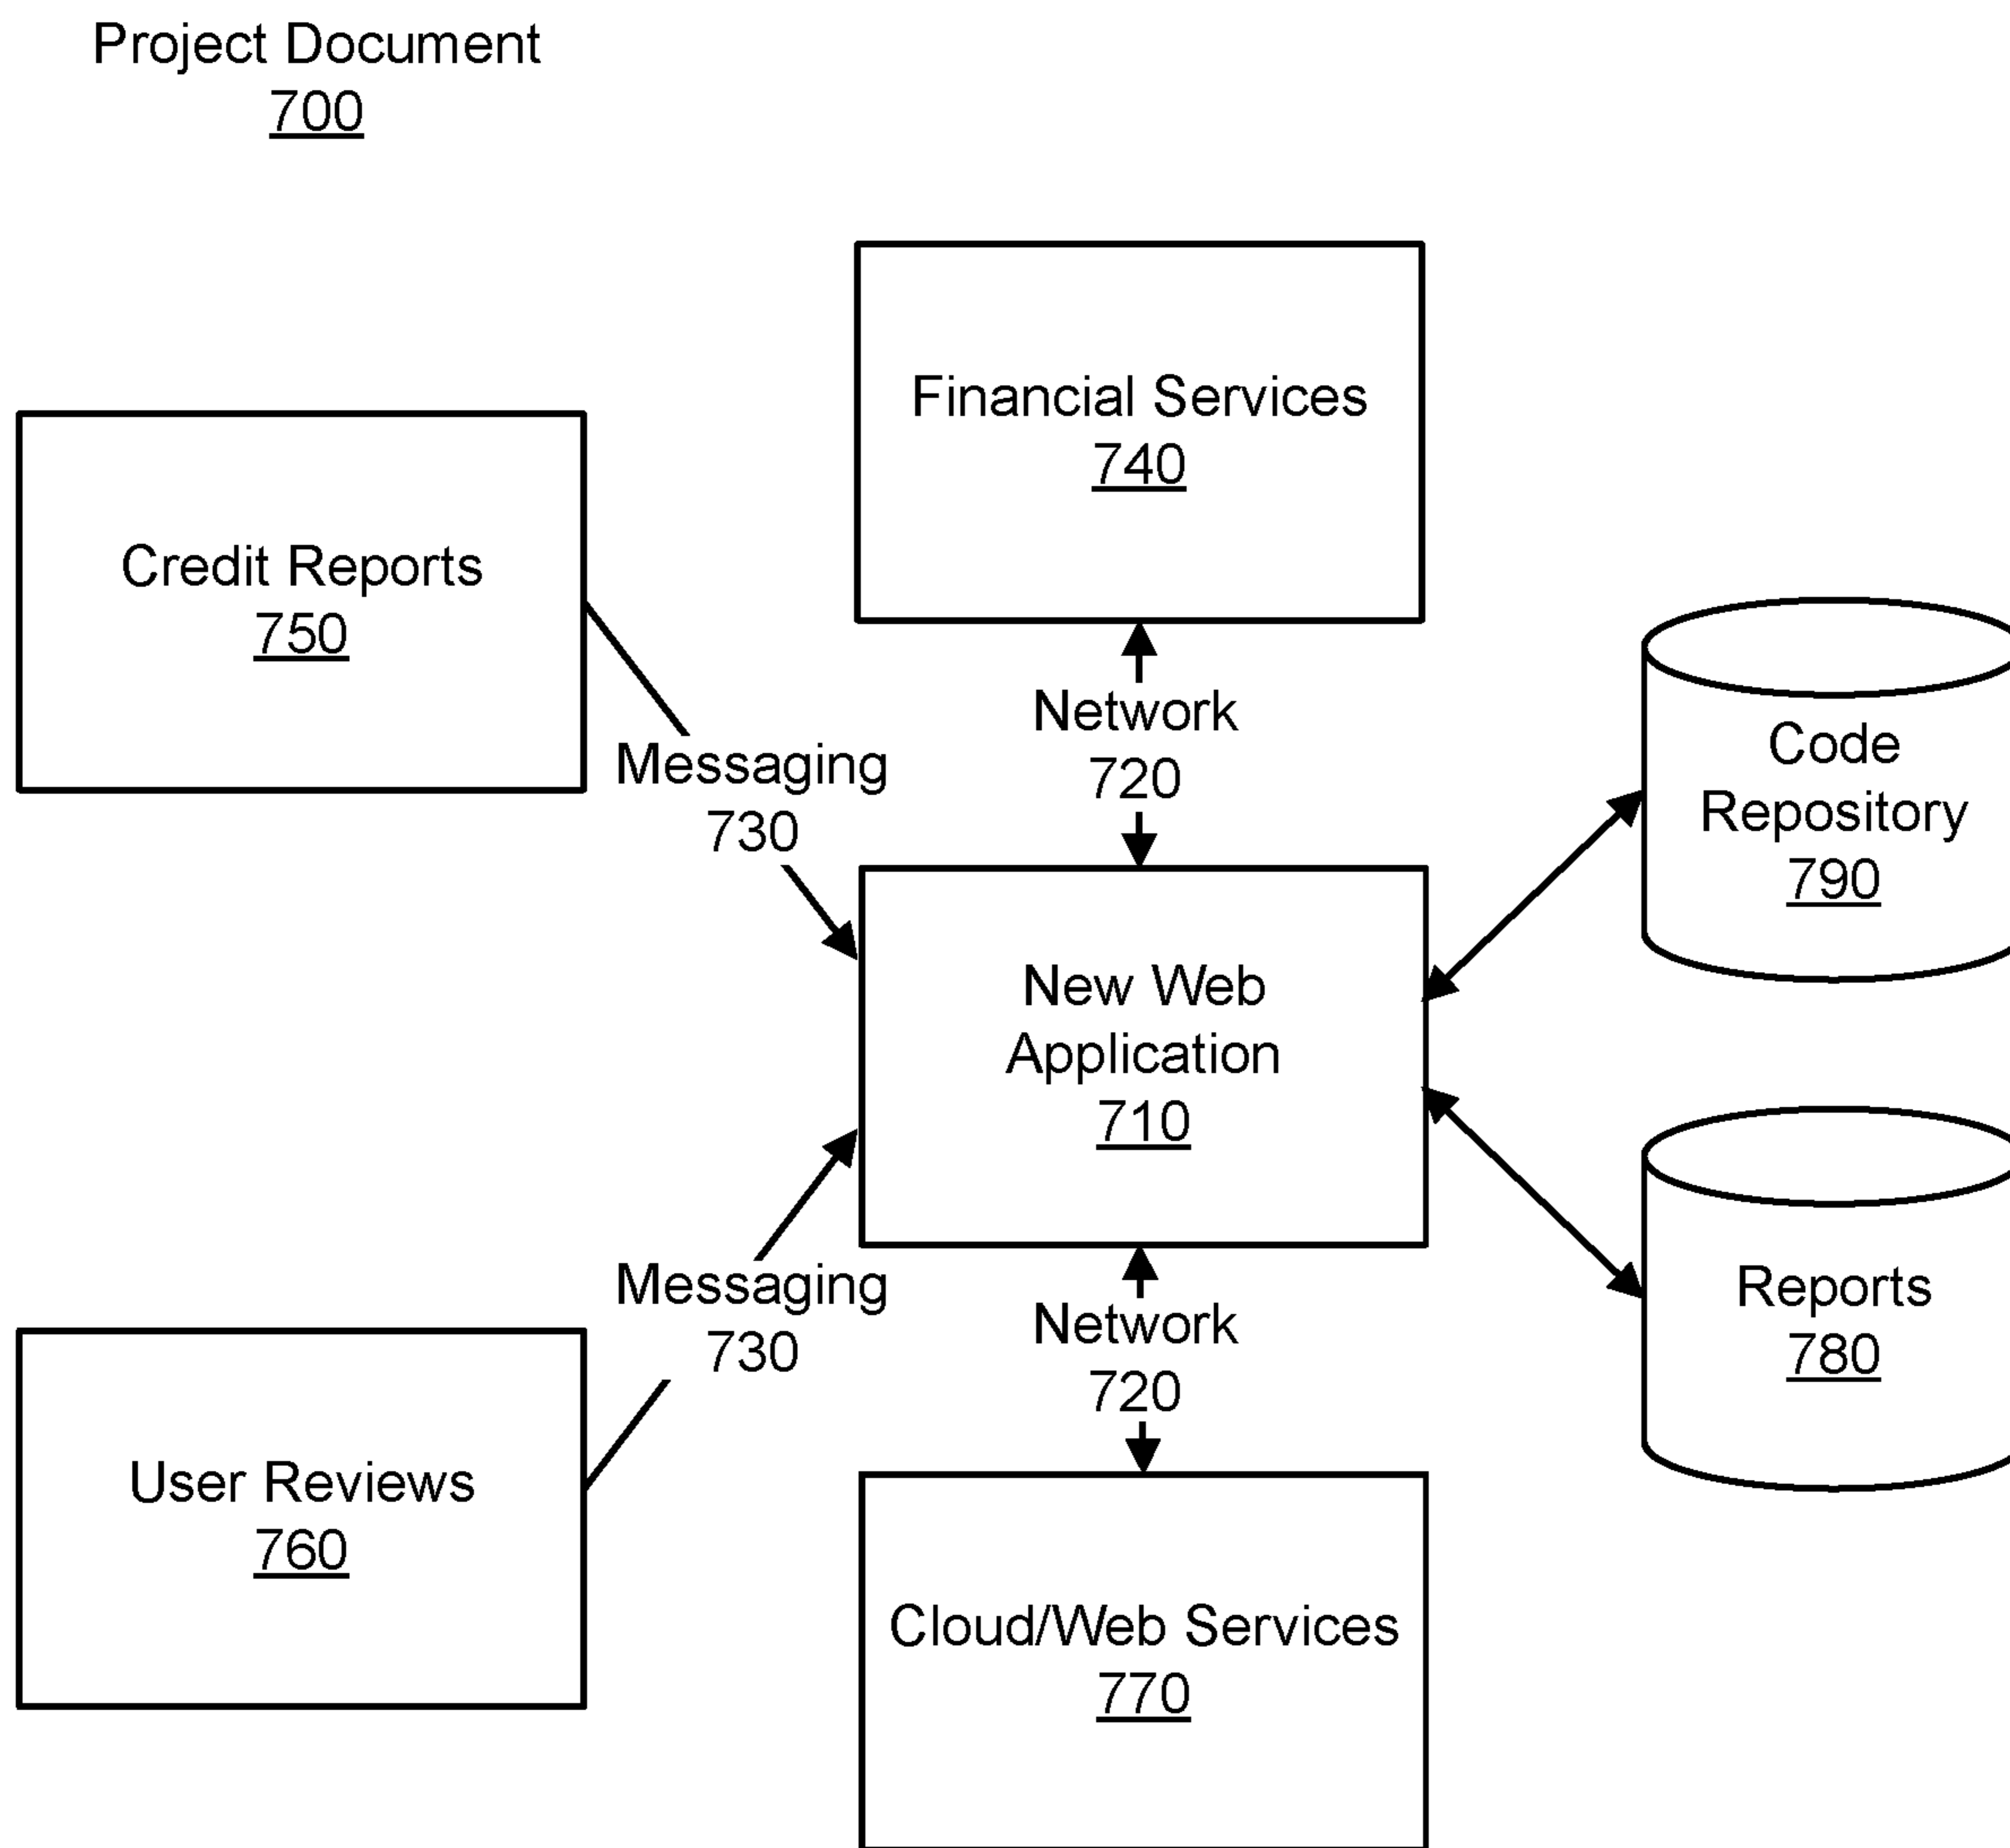 Project Document
700
Financial Services
740
Credit Reports
750
Network
720
Messaging
730
Code
Repository
790
New Web
Application
710
Messaging
730
Network
720
Reports
780
User Reviews
760
Cloud/Web Services
770